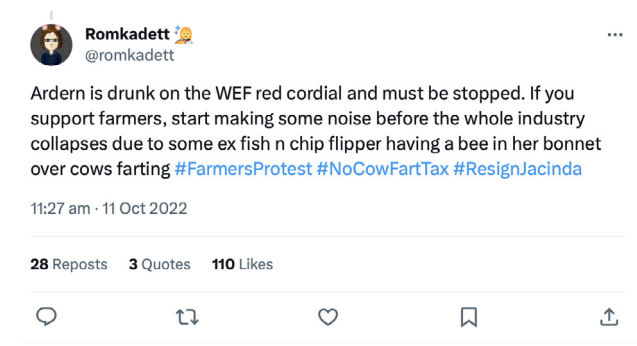 Romkadett
@romkadett
Ardern is drunk on the WEF red cordial and must be stopped. If you
support farmers, start making some noise before the whole industry
collapses due to some ex fish n chip flipper having a bee in her bonnet
over cows farting #FarmersProtest #NoCowFartTax #ResignJacinda
11:27 am · 11 Oct 2022
28 Reposts 3 Quotes 110 Likes